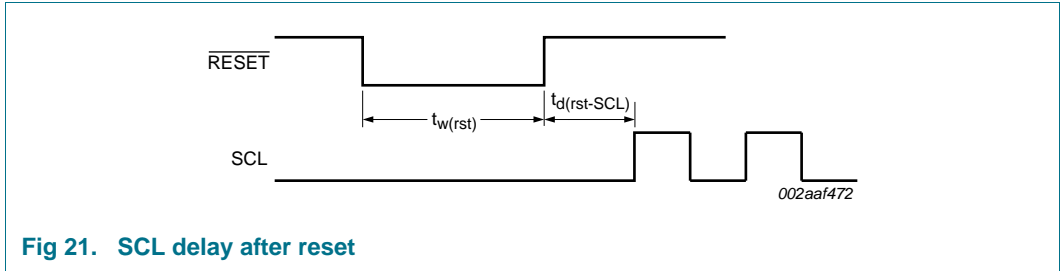 RESET
td(rst-SCL)
tw(rst)
SCL
002aaf472
Fig 21. SCL delay after reset